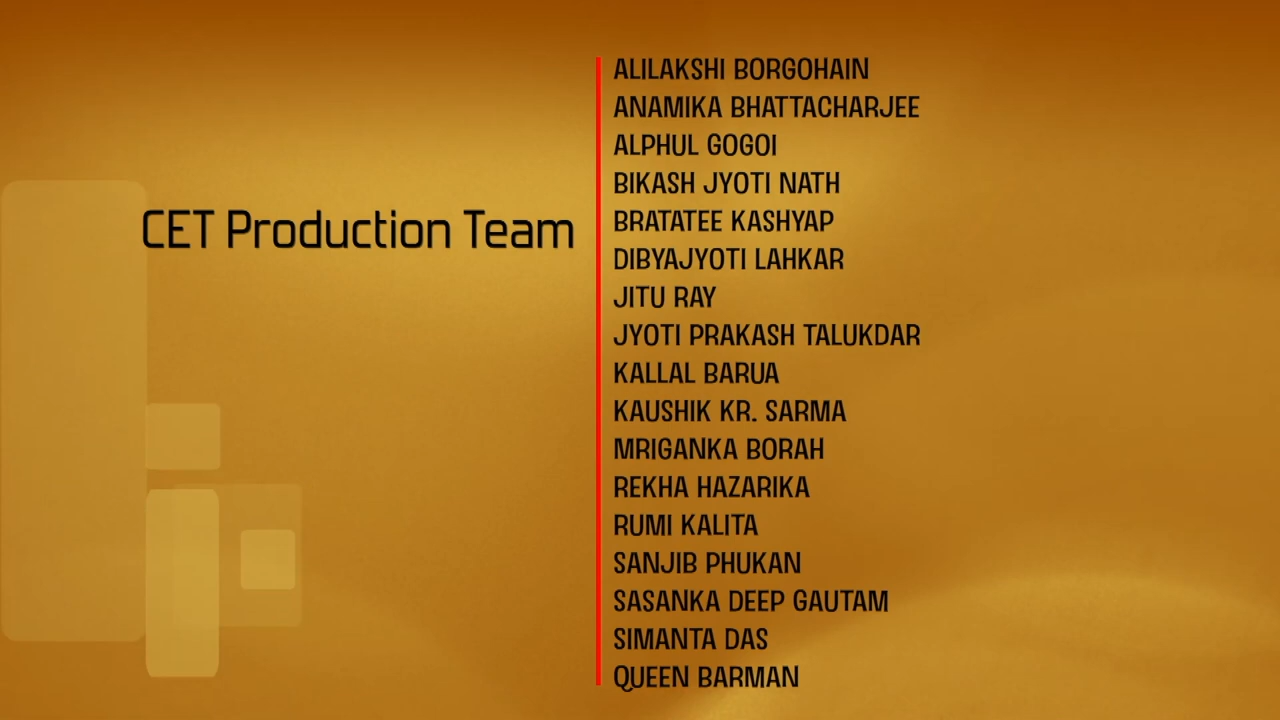 CET Production Team
ALILAKSHI BORGOHAIN
ANAMIKA BHATTACHARJEE
ALPHUL GOGOI
BIKASH JYOTI NATH
BRATATEE KASHYAP
DIBYAJYOTI LAHKAR
JITU RAY
JYOTI PRAKASH TALUKDAR
KALLAL BARUA
KAUSHIK KR. SARMA
MRIGANKA BORAH
REKHA HAZARIKA
RUMI KALITA
SANJIB PHUKAN
SASANKA DEEP GAUTAM
SIMANTA DAS
QUEEN BARMAN